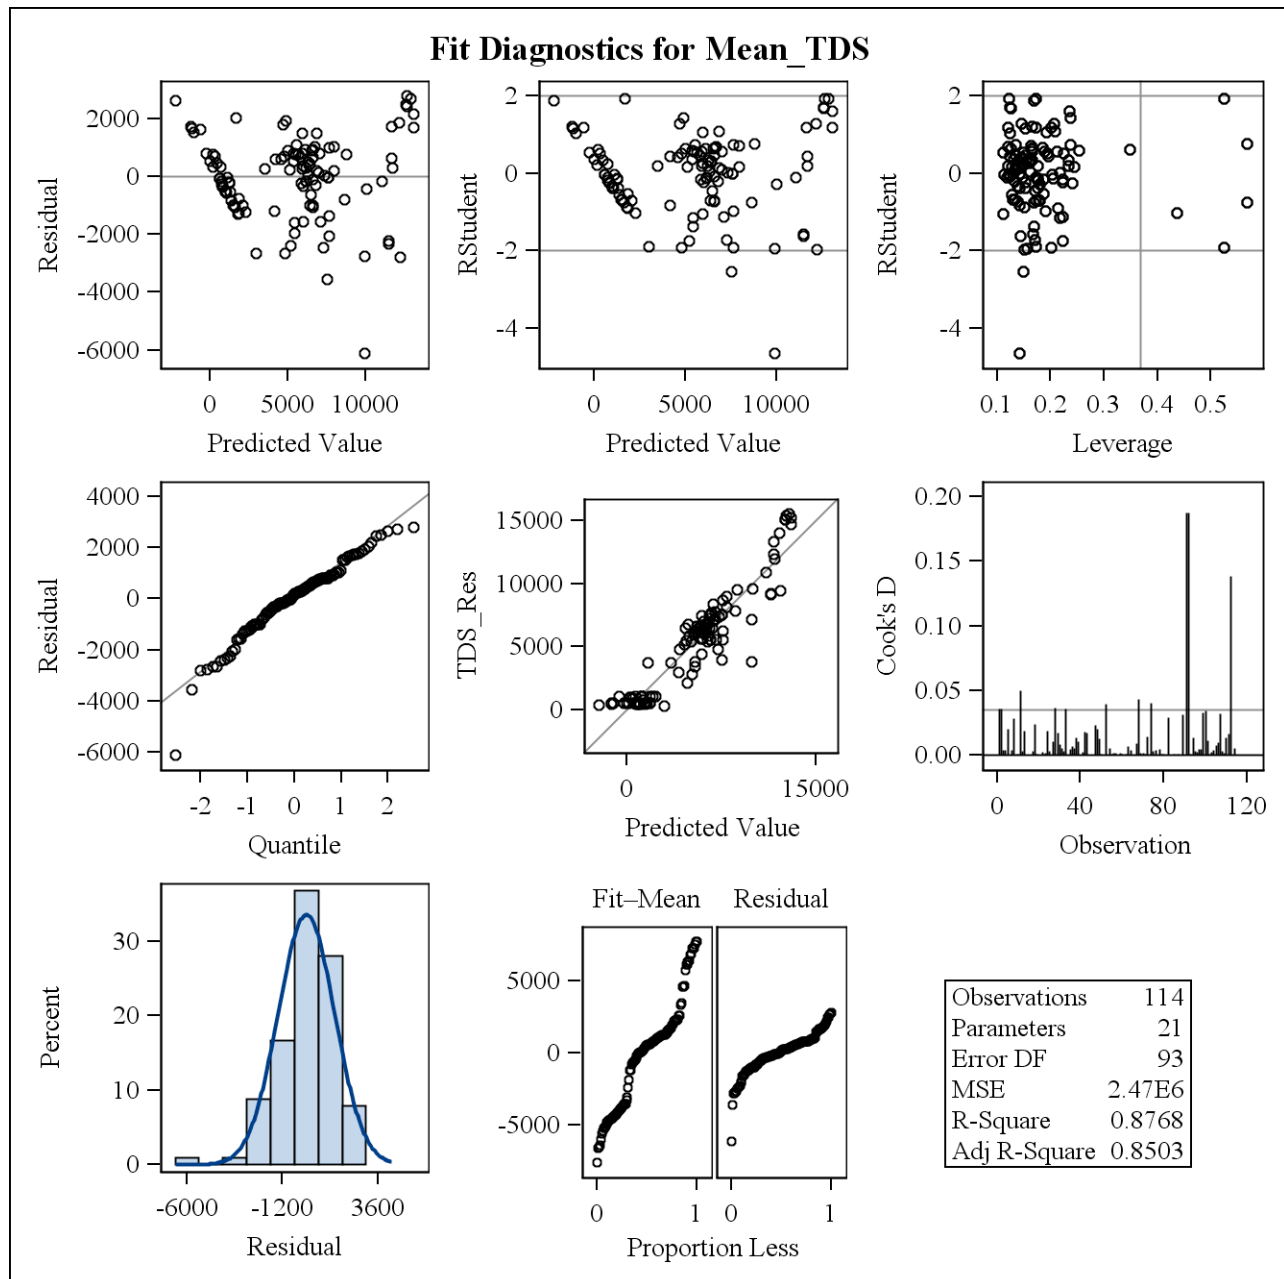 Fit Diagnostics for Mean_TDS
2000
0
-2000
-4000
-6000
Residual
0 5000 10000
Predicted Value
2
0
-2
-4
RStudent
0 5000 10000
Predicted Value
2
0
-2
-4
RStudent
0.1 0.2 0.3 0.4 0.5
Leverage
4000
2000
0
-2000
-4000
-6000
Residual
-2 -1 0 1 2
Quantile
15000
10000
5000
0
TDS_Res
0 15000
Predicted Value
0.20
0.15
0.10
0.05
0.00
Cook's D
0 40 80 120
Observation
30
20
10
0
Percent
-6000 -1200 3600
Residual
Fit–Mean Residual
5000
0
-5000
0 1 0 1
Proportion Less
Observations 114
Parameters 21
Error DF 93
MSE 2.47E6
R-Square 0.8768
Adj R-Square 0.8503